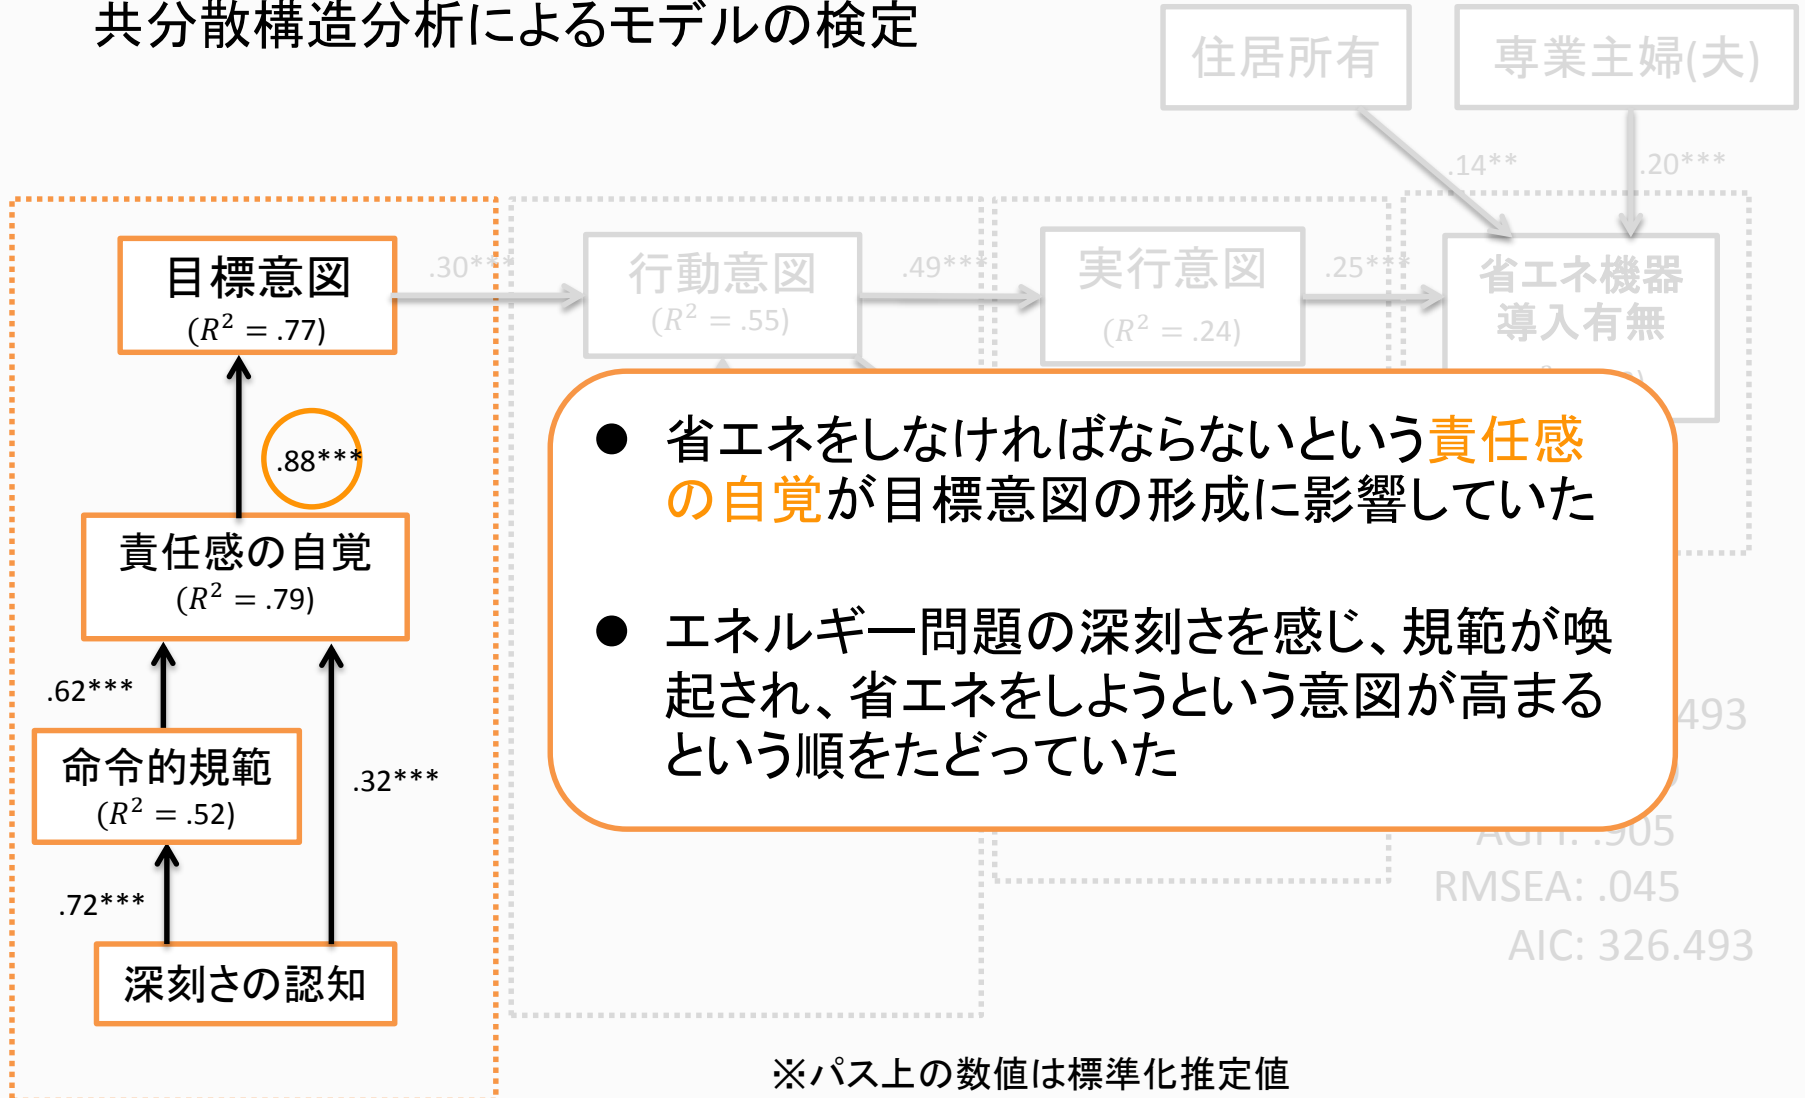 共分散構造分析によるモデルの検定
住居所有
専業主婦(夫)
.14**
.20***
目標意図
(R² = .77)
.30***
行動意図
(R² = .55)
.49***
実行意図
(R² = .24)
.25***
省エネ機器
導入有無
.88***
責任感の自覚
(R² = .79)
.62***
.32***
命令的規範
(R² = .52)
.72***
深刻さの認知
● 省エネをしなければならないという責任感
の自覚が目標意図の形成に影響していた
● エネルギー問題の深刻さを感じ、規範が喚
起され、省エネをしようという意図が高まる
という順をたどっていた
493
AGFI: .905
RMSEA: .045
AIC: 326.493
※パス上の数値は標準化推定値